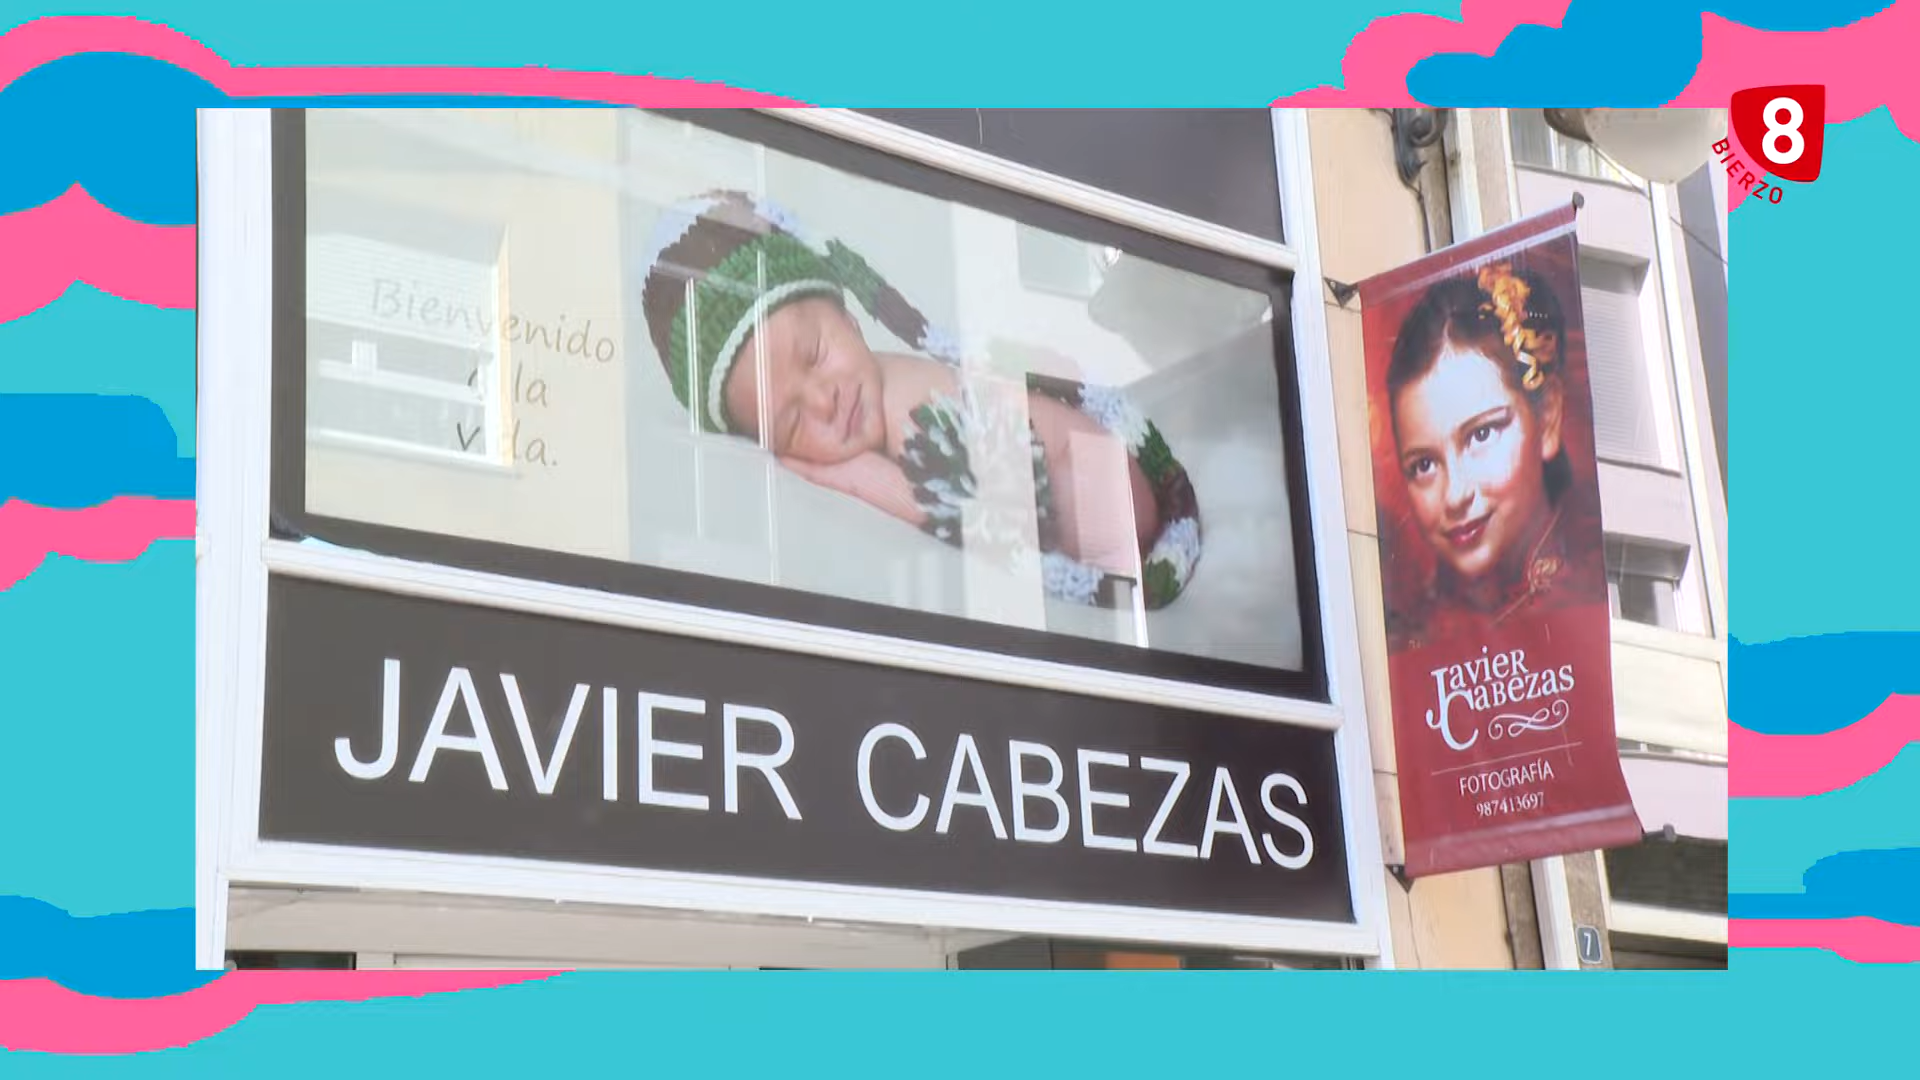 8
BIERZO
Bienvenido
a la
vida.
JAVIER CABEZAS
Javier
Cabezas
FOTOGRAFÍA
987413697
7